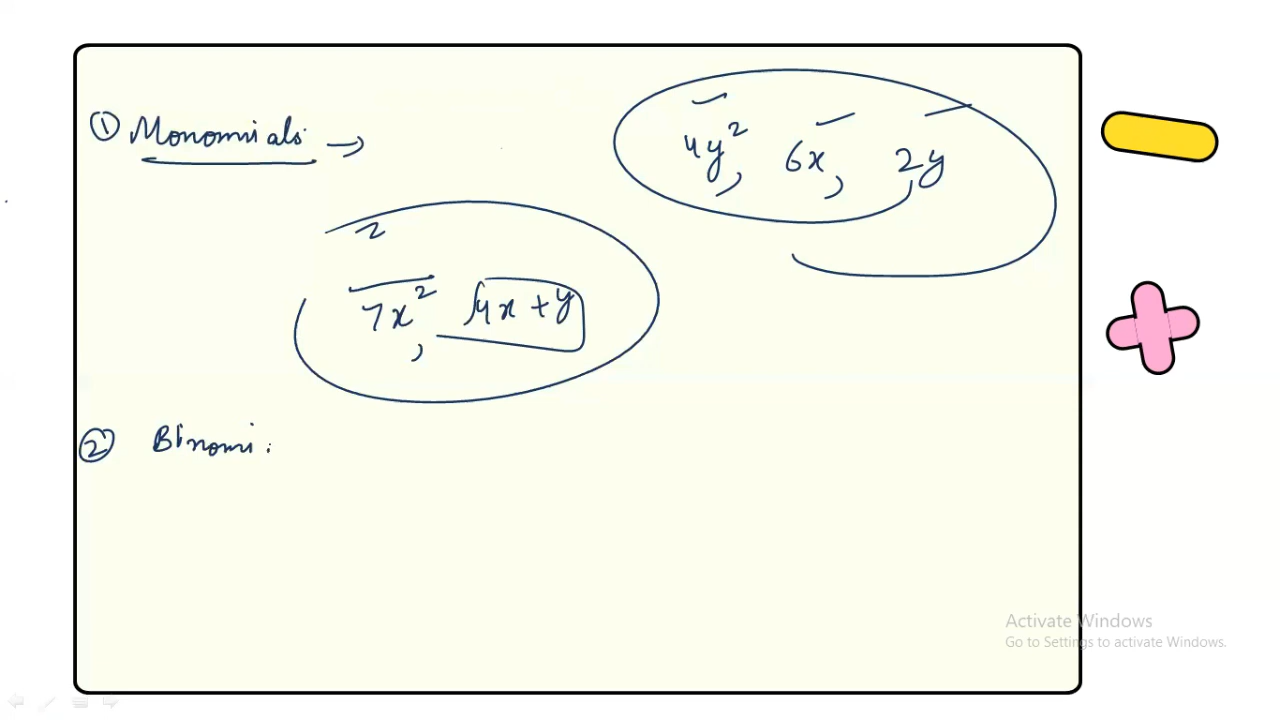 ① Monomials →
4y², 6x, 2y
2
7x², 4x + y
② Binomi
Activate Windows
Go to Settings to activate Windows.